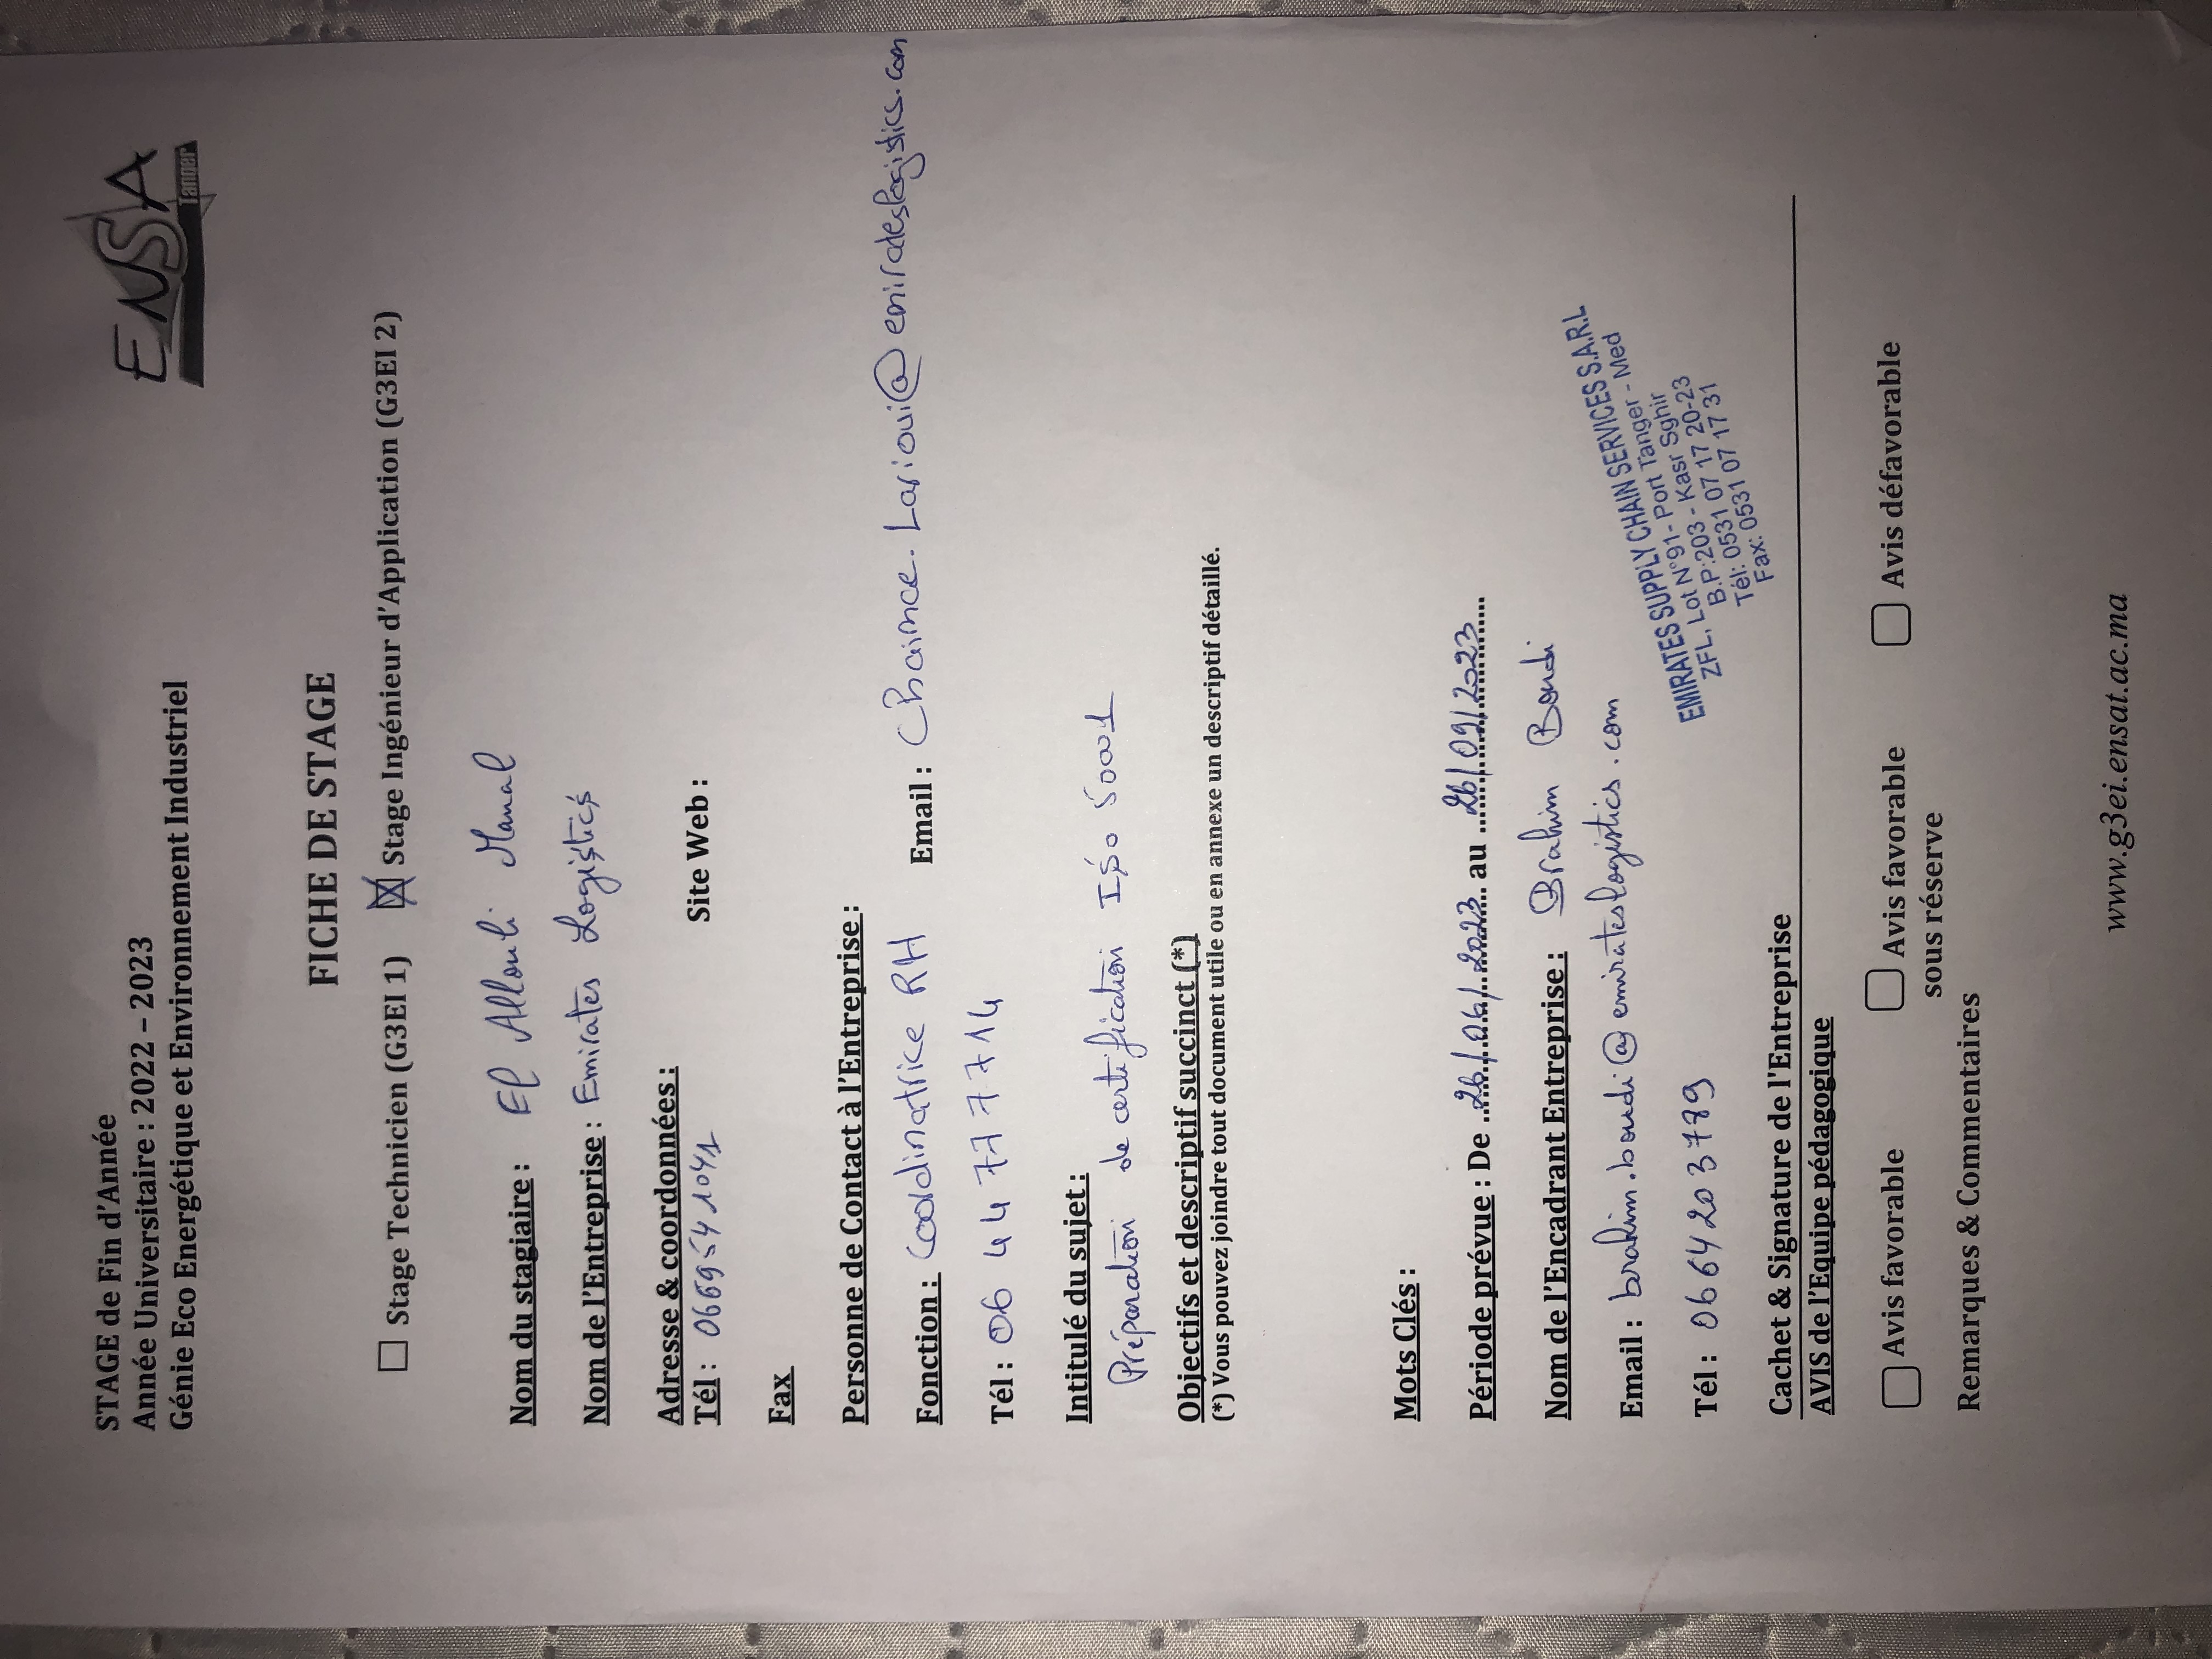 STAGE de Fin d'Année
Année Universitaire : 2022 – 2023
Génie Eco Energétique et Environnement Industriel
ENSA
Tanger
FICHE DE STAGE
Stage Technicien (G3EI 1) Stage Ingénieur d'Application (G3EI 2)
Nom du stagiaire : El Allouli Manal
Nom de l'Entreprise : Emirates Logistics
Adresse & coordonnées :
Tél : 0669541041 Site Web :
Fax
Personne de Contact à l'Entreprise :
Fonction : Coordinatrice RH Email : Chaimae.Larioui@emirateslogistics.com
Tél : 06 44 77 77 14
Intitulé du sujet :
Préparation de certification ISo 50001
Objectifs et descriptif succinct (*)
(*) Vous pouvez joindre tout document utile ou en annexe un descriptif détaillé.
Mots Clés :
Période prévue : De ..26/06/2023. au ..26/09/2023....
Nom de l'Encadrant Entreprise : Brahim Boudi
Email : brahim.boudi@emirateslogistics.com
Tél : 0664203789
EMIRATES SUPPLY CHAIN SERVICES S.A.R.L
ZFL, Lot N°91- Port Tanger - Med
B.P:203 - Kasr Sghir
Tél: 0531 07 17 20-23
Fax: 0531 07 17 31
Cachet & Signature de l'Entreprise
AVIS de l'Equipe pédagogique
Avis favorable Avis favorable Avis défavorable
sous réserve
Remarques & Commentaires
www.g3ei.ensat.ac.ma